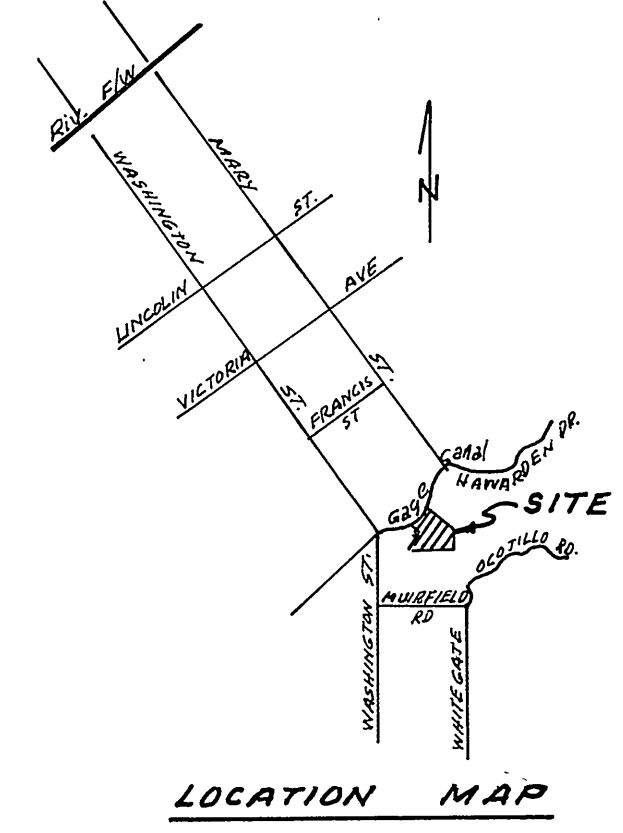 Riv. F/W
WASHINGTON
MARY
ST.
LINCOLIN
AVE
VICTORIA
ST.
ST.
FRANCIS
ST
N
Canal
HAWARDEN DR.
Gage
SITE
OCOTILLO RD.
MUIRFIELD
RD
WASHINGTON ST.
WHITEGATE
LOCATION MAP